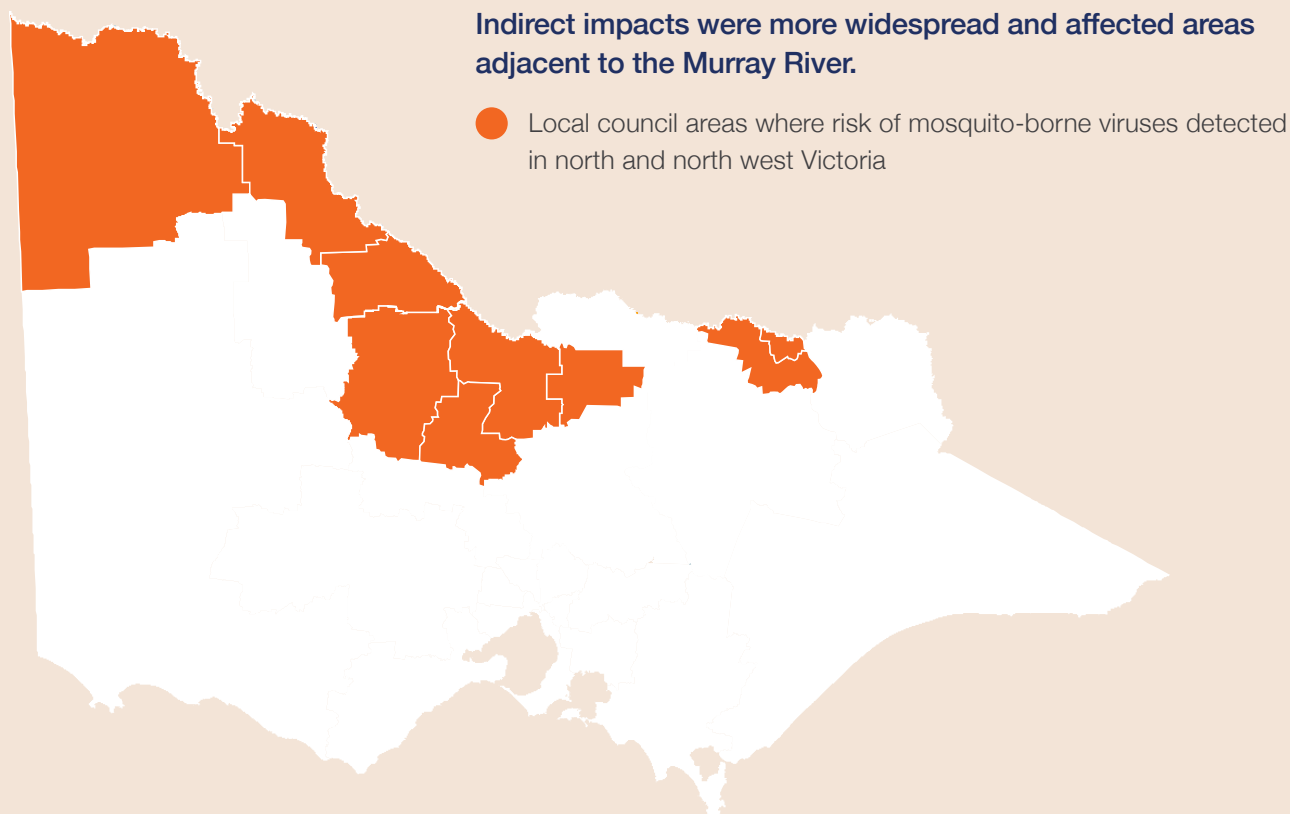 Indirect impacts were more widespread and affected areas
adjacent to the Murray River.
Local council areas where risk of mosquito-borne viruses detected
in north and north west Victoria